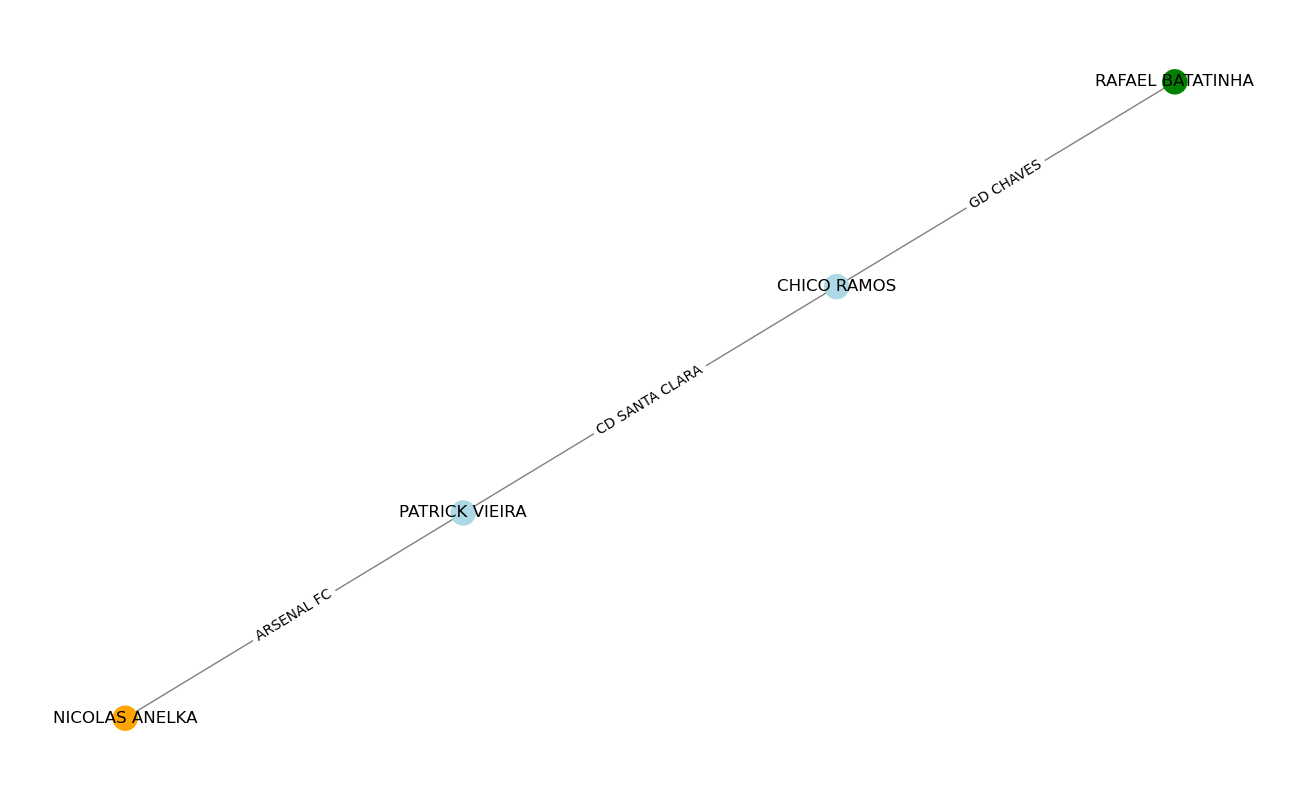 RAFAEL BATATINHA
GD CHAVES
CHICO RAMOS
CD SANTA CLARA
PATRICK VIEIRA
ARSENAL FC
NICOLAS ANELKA